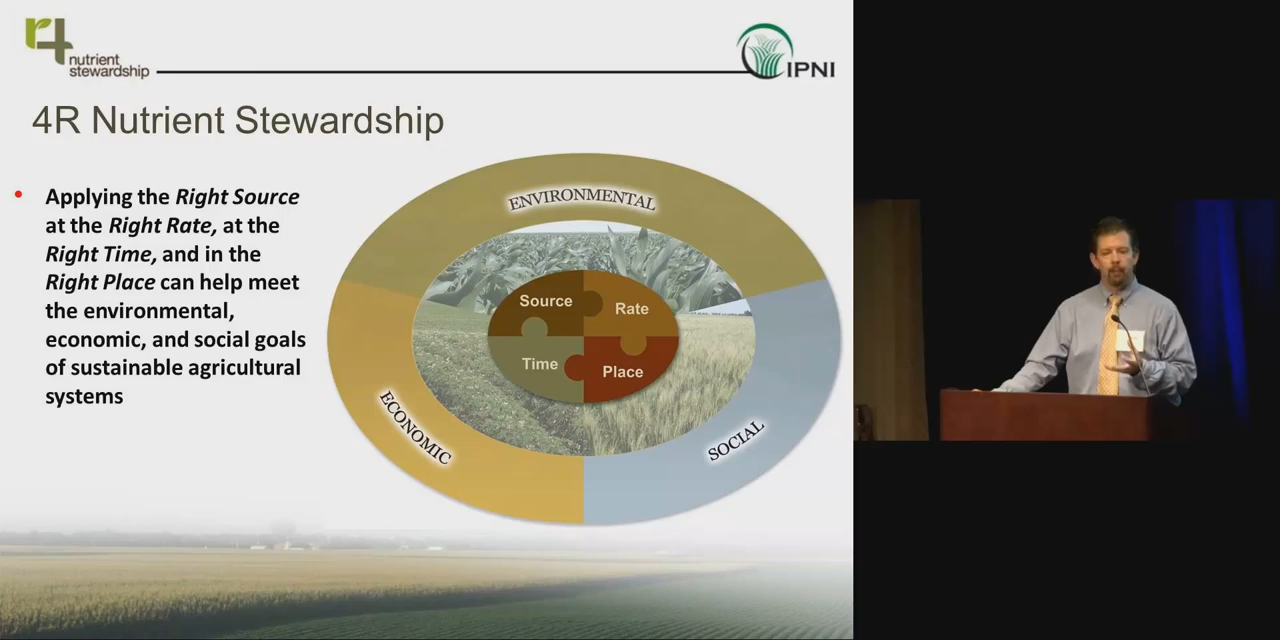 r4
nutrient
stewardship
IPNI
4R Nutrient Stewardship
• Applying the Right Source
at the Right Rate, at the
Right Time, and in the
Right Place can help meet
the environmental,
economic, and social goals
of sustainable agricultural
systems
ENVIRONMENTAL
Source
Rate
Time
Place
ECONOMIC
SOCIAL